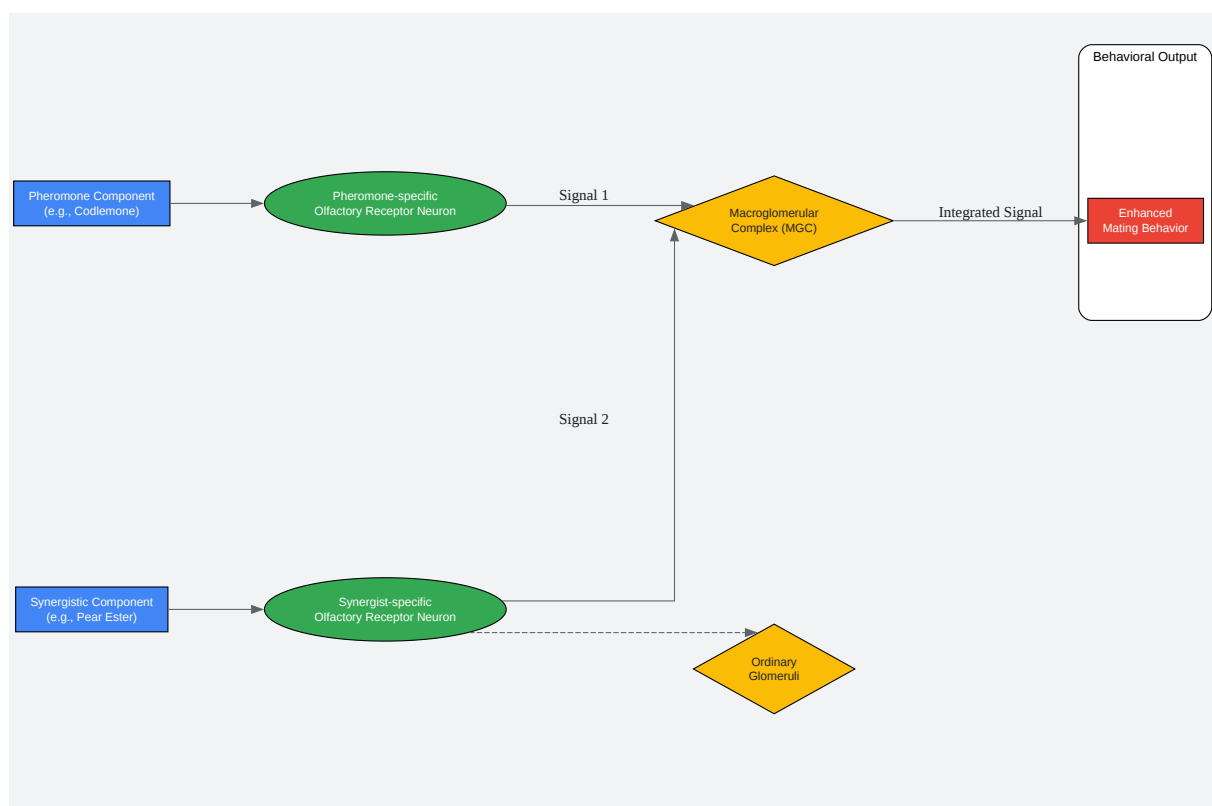 Behavioral Output
Pheromone Component
(e.g., Codlemone)
Pheromone-specific
Olfactory Receptor Neuron
Signal 1
Macroglomerular
Complex (MGC)
Integrated Signal
Enhanced
Mating Behavior
Signal 2
Synergistic Component
(e.g., Pear Ester)
Synergist-specific
Olfactory Receptor Neuron
Ordinary
Glomeruli